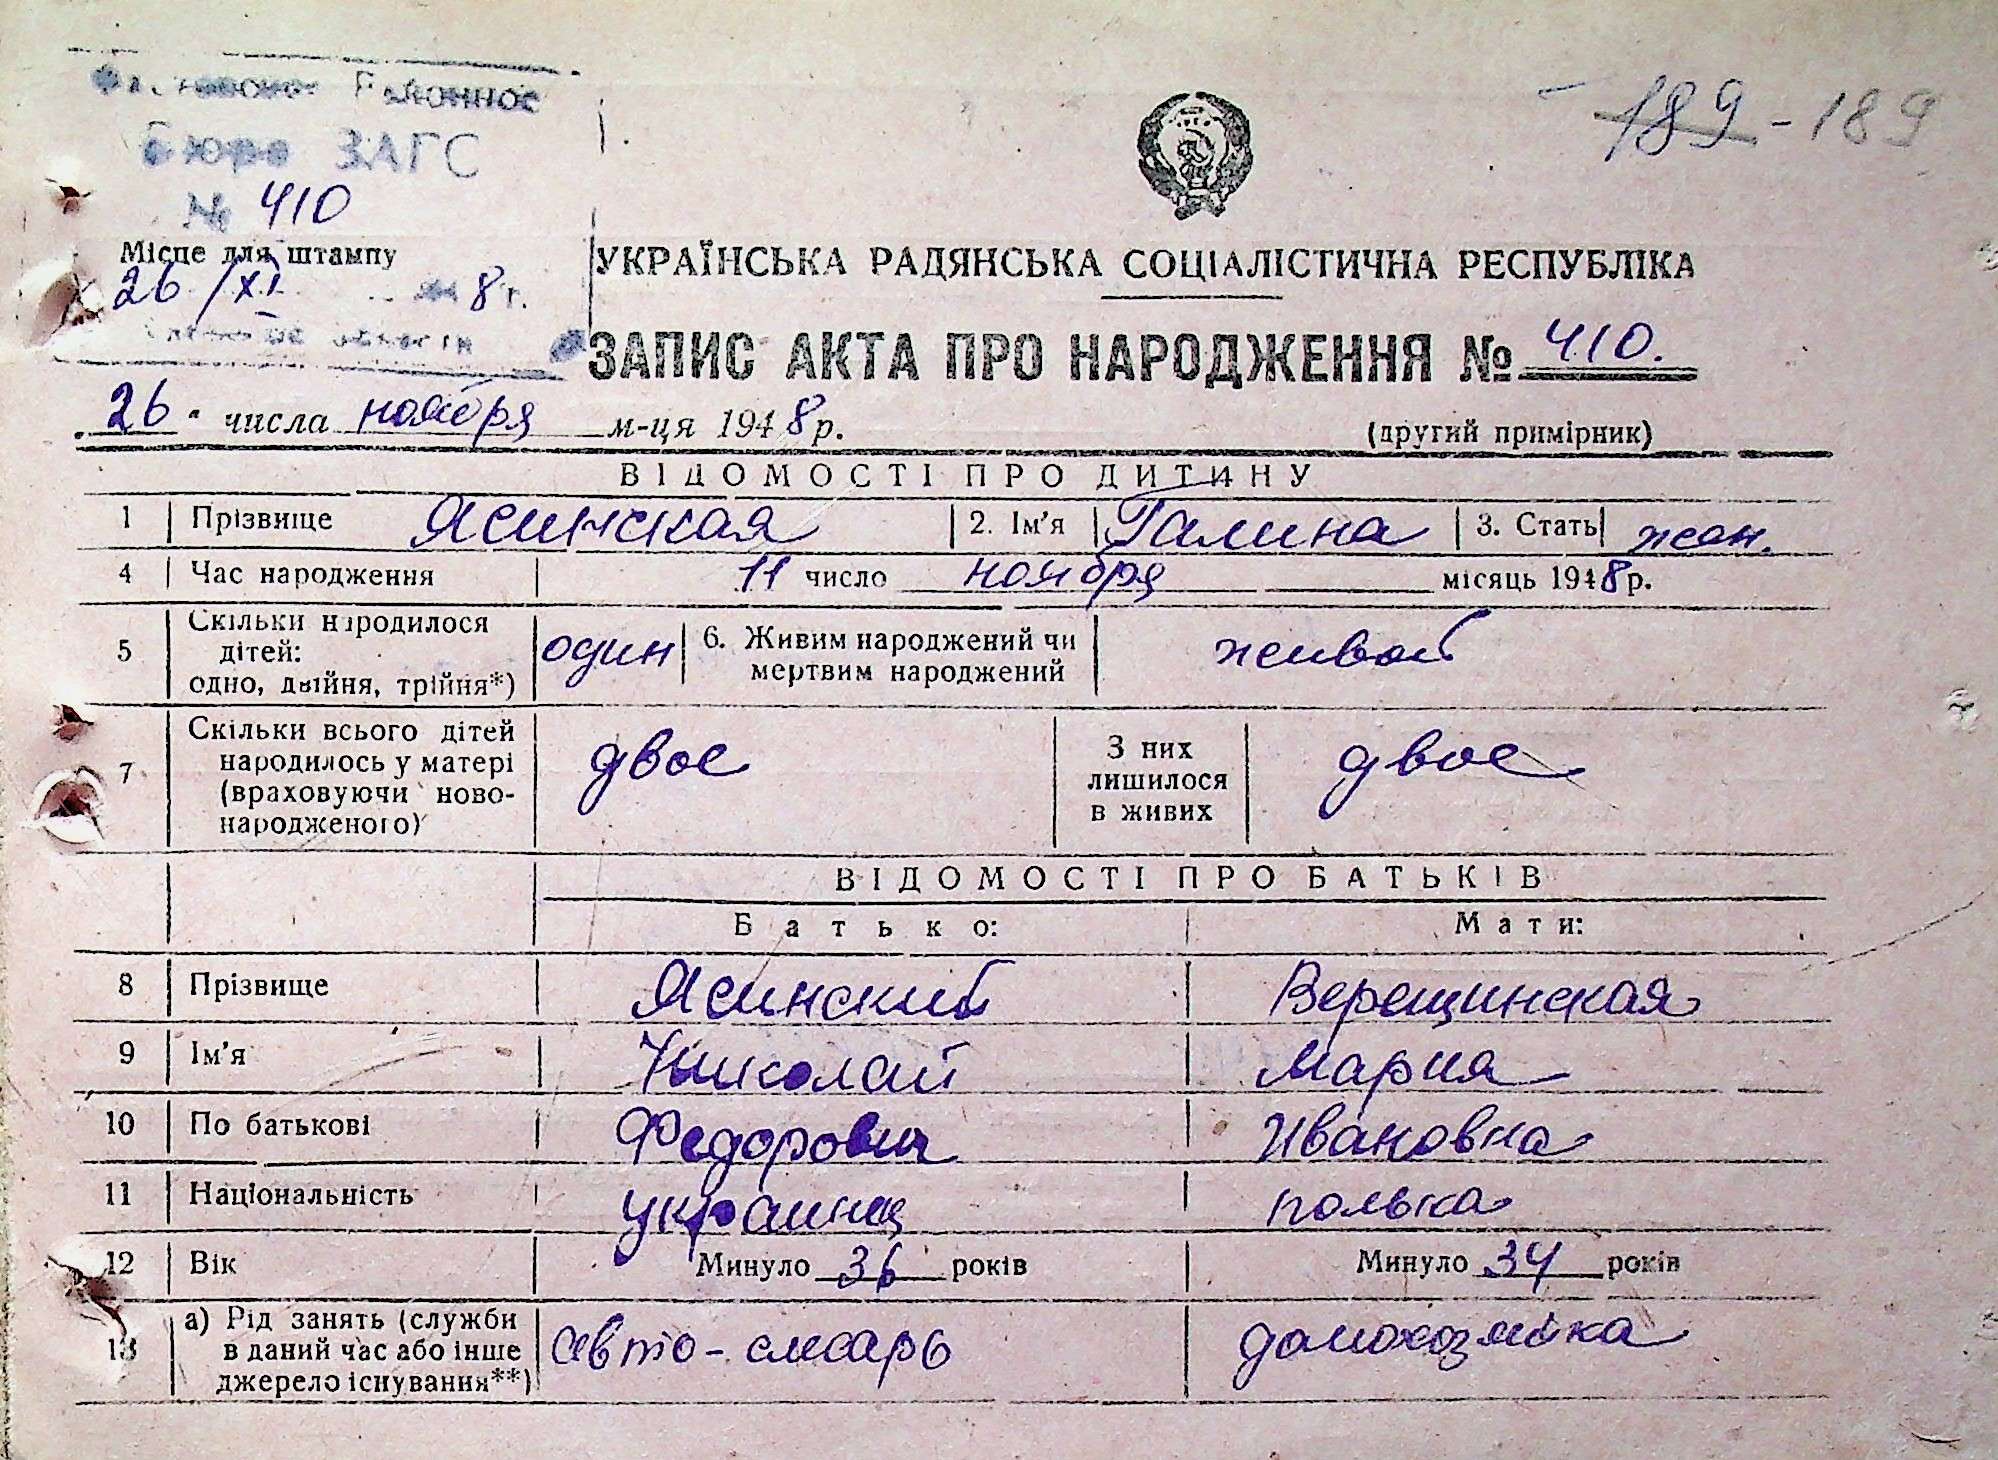 Районное
Бюро ЗАГС
№ 410
Місце для штампу
26/XI 8 г.
189 - 189
УКРАЇНСЬКА РАДЯНСЬКА СОЦІАЛІСТИЧНА РЕСПУБЛІКА
ЗАПИС АКТА ПРО НАРОДЖЕННЯ № 410.
26 числа ноября м-ця 1948 р.
(другий примірник)
ВІДОМОСТІ ПРО ДИТИНУ
1 Прізвище Ясинская 2. Ім'я Галина 3. Стать жен.
4 Час народження 11 число ноября місяць 1948 р.
5 Скільки народилося дітей: одно, двійня, трійня*) один 6. Живим народжений чи мертвим народжений живой
7 Скільки всього дітей народилось у матері (враховуючи новонародженого) двое З них лишилося в живих двое
ВІДОМОСТІ ПРО БАТЬКІВ
Батько: Мати:
8 Прізвище Ясинский Верещинская
9 Ім'я Николай Мария
10 По батькові Федорович Ивановна
11 Національність украинец полька
12 Вік Минуло 36 років Минуло 34 років
13 а) Рід занять (служби в даний час або інше джерело існування**) авто-слесарь домохозяйка